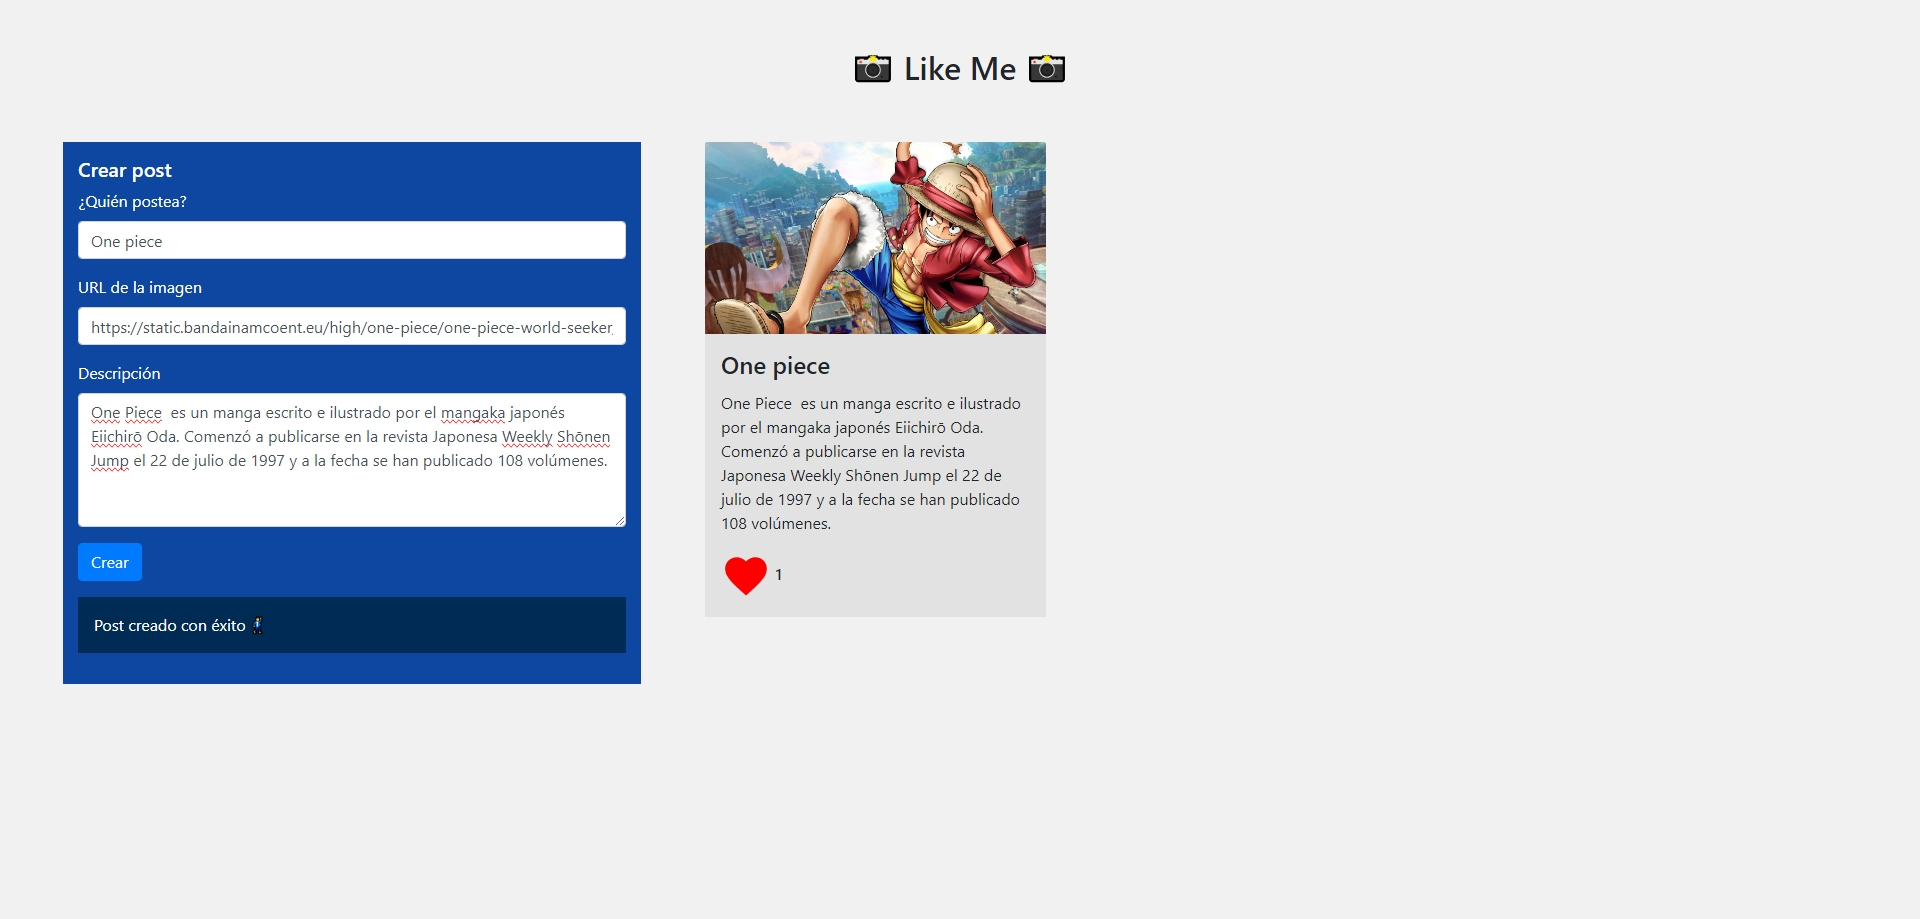 Like Me
Crear post
¿Quién postea?
One piece
URL de la imagen
https://static.bandainamcoent.eu/high/one-piece/one-piece-world-seeker
Descripción
One Piece  es un manga escrito e ilustrado por el mangaka japonés
Eiichirō Oda. Comenzó a publicarse en la revista Japonesa Weekly Shōnen
Jump el 22 de julio de 1997 y a la fecha se han publicado 108 volúmenes.
Crear
Post creado con éxito
One piece
One Piece  es un manga escrito e ilustrado
por el mangaka japonés Eiichirō Oda.
Comenzó a publicarse en la revista
Japonesa Weekly Shōnen Jump el 22 de
julio de 1997 y a la fecha se han publicado
108 volúmenes.
1